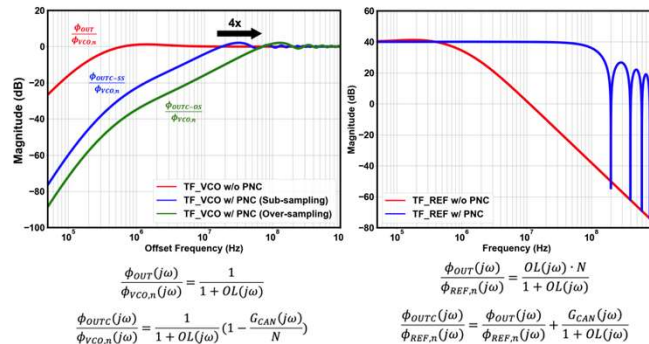 4x
ϕOUT
ϕVCO,n
ϕOUTC-SS
ϕVCO,n
ϕOUTC-OS
ϕVCO,n
Magnitude (dB)
20
0
−20
−40
−60
−80
−100
TF_VCO w/o PNC
TF_VCO w/ PNC (Sub-sampling)
TF_VCO w/ PNC (Over-sampling)
10^5 10^6 10^7 10^8 10^9
Offset Frequency (Hz)
Magnitude (dB)
80
60
40
20
0
−20
−40
−60
−80
TF_REF w/o PNC
TF_REF w/ PNC
10^5 10^6 10^7 10^8
Frequency (Hz)
ϕOUT(jω) / ϕVCO,n(jω) = 1 / 1 + OL(jω)
ϕOUTC(jω) / ϕVCO,n(jω) = 1 / 1 + OL(jω) (1 − GCAN(jω) / N)
ϕOUT(jω) / ϕREF,n(jω) = OL(jω) · N / 1 + OL(jω)
ϕOUTC(jω) / ϕREF,n(jω) = ϕOUT(jω) / ϕREF,n(jω) + GCAN(jω) / 1 + OL(jω)